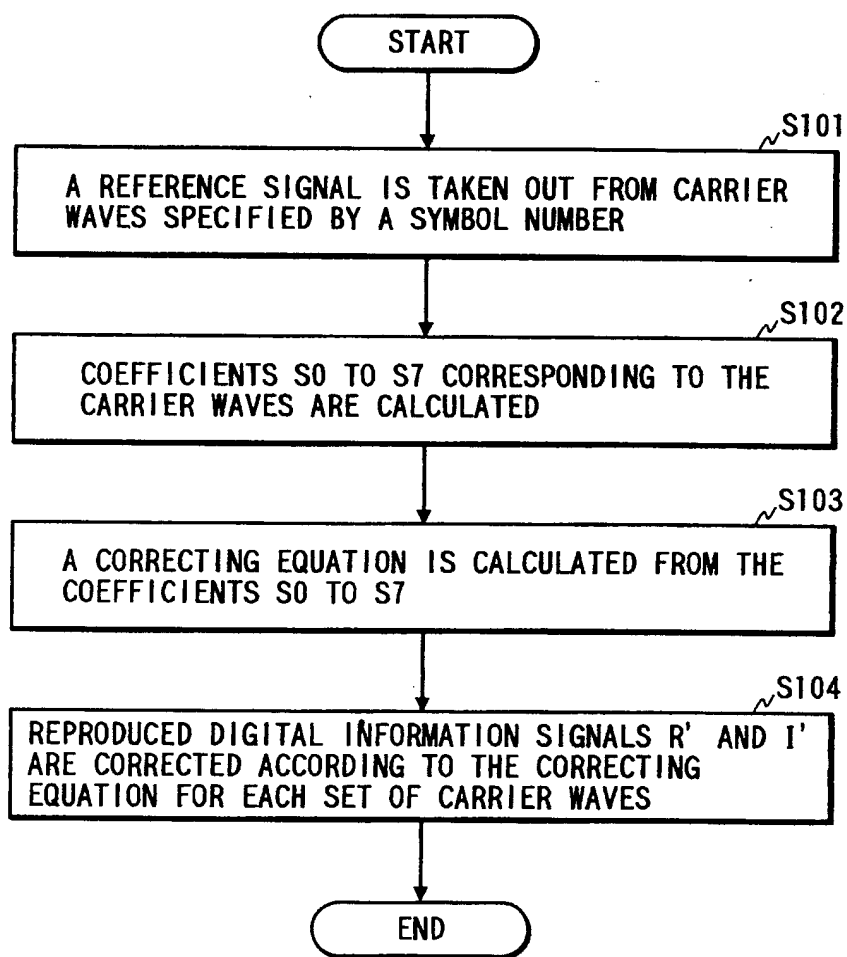 START
S101
A REFERENCE SIGNAL IS TAKEN OUT FROM CARRIER
WAVES SPECIFIED BY A SYMBOL NUMBER
S102
COEFFICIENTS S0 TO S7 CORRESPONDING TO THE
CARRIER WAVES ARE CALCULATED
S103
A CORRECTING EQUATION IS CALCULATED FROM THE
COEFFICIENTS S0 TO S7
S104
REPRODUCED DIGITAL INFORMATION SIGNALS R' AND I'
ARE CORRECTED ACCORDING TO THE CORRECTING
EQUATION FOR EACH SET OF CARRIER WAVES
END